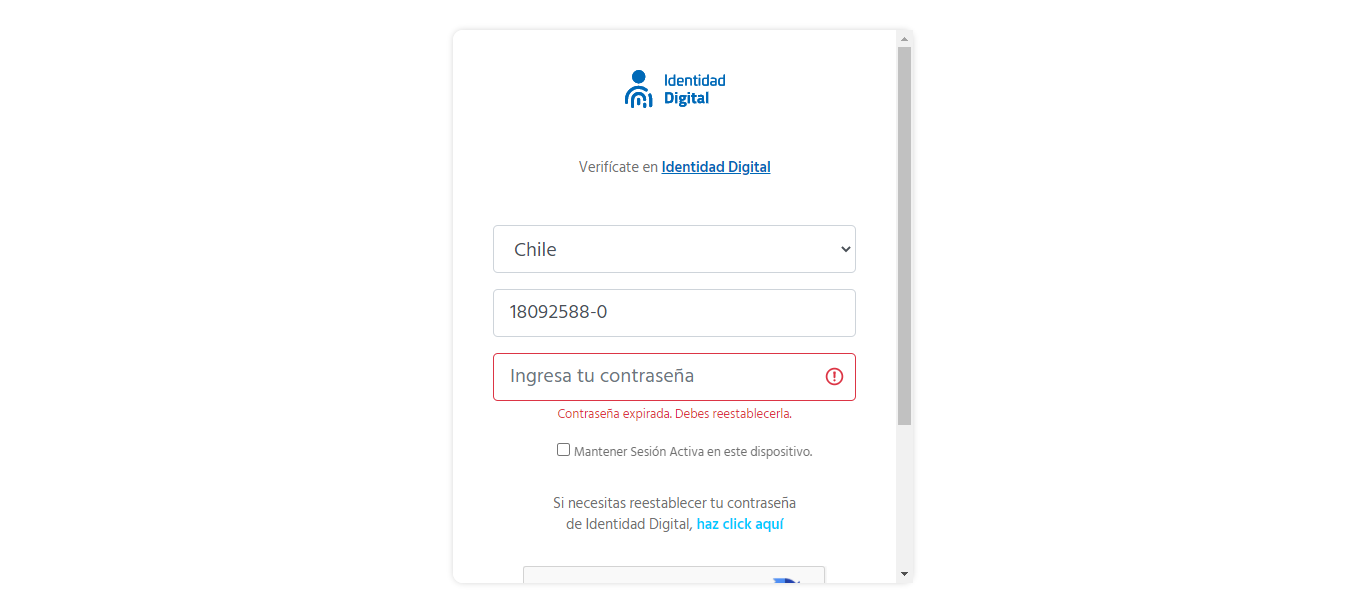 Identidad
Digital
Verifícate en Identidad Digital
Chile
18092588-0
Ingresa tu contraseña
Contraseña expirada. Debes reestablecerla.
Mantener Sesión Activa en este dispositivo.
Si necesitas reestablecer tu contraseña
de Identidad Digital, haz click aquí